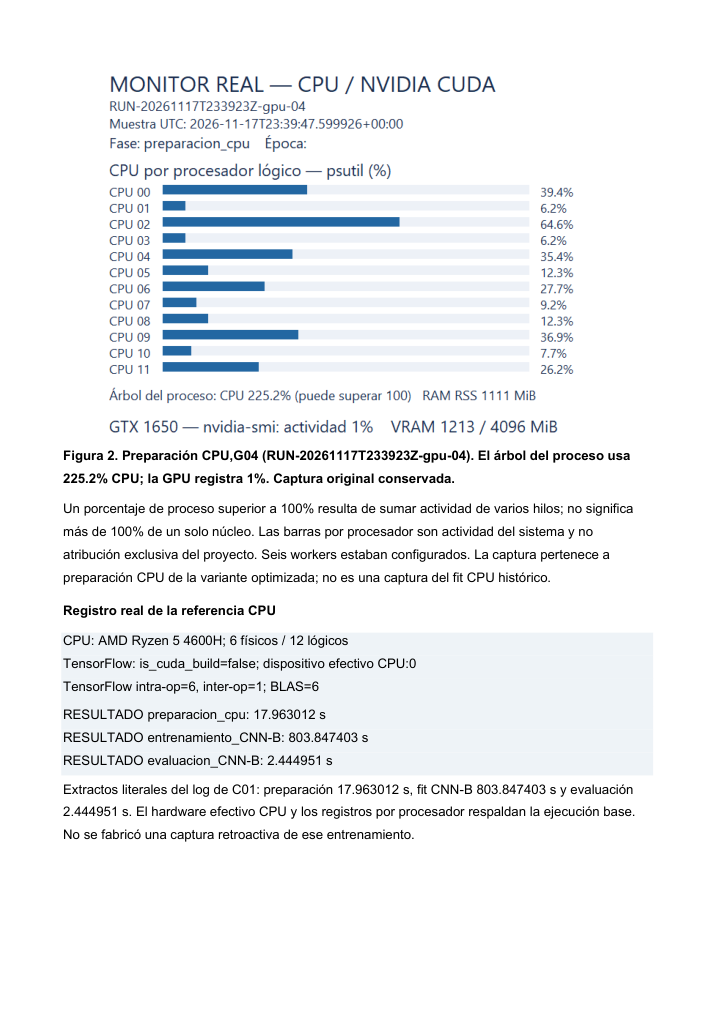 MONITOR REAL — CPU / NVIDIA CUDA
RUN-20261117T233923Z-gpu-04
Muestra UTC: 2026-11-17T23:39:47.599926+00:00
Fase: preparacion_cpu Época:
CPU por procesador lógico — psutil (%)
CPU 00 39.4%
CPU 01 6.2%
CPU 02 64.6%
CPU 03 6.2%
CPU 04 35.4%
CPU 05 12.3%
CPU 06 27.7%
CPU 07 9.2%
CPU 08 12.3%
CPU 09 36.9%
CPU 10 7.7%
CPU 11 26.2%
Árbol del proceso: CPU 225.2% (puede superar 100) RAM RSS 1111 MiB
GTX 1650 — nvidia-smi: actividad 1% VRAM 1213 / 4096 MiB
Figura 2. Preparación CPU,G04 (RUN-20261117T233923Z-gpu-04). El árbol del proceso usa
225.2% CPU; la GPU registra 1%. Captura original conservada.
Un porcentaje de proceso superior a 100% resulta de sumar actividad de varios hilos; no significa
más de 100% de un solo núcleo. Las barras por procesador son actividad del sistema y no
atribución exclusiva del proyecto. Seis workers estaban configurados. La captura pertenece a
preparación CPU de la variante optimizada; no es una captura del fit CPU histórico.
Registro real de la referencia CPU
CPU: AMD Ryzen 5 4600H; 6 físicos / 12 lógicos
TensorFlow: is_cuda_build=false; dispositivo efectivo CPU:0
TensorFlow intra-op=6, inter-op=1; BLAS=6
RESULTADO preparacion_cpu: 17.963012 s
RESULTADO entrenamiento_CNN-B: 803.847403 s
RESULTADO evaluacion_CNN-B: 2.444951 s
Extractos literales del log de C01: preparación 17.963012 s, fit CNN-B 803.847403 s y evaluación
2.444951 s. El hardware efectivo CPU y los registros por procesador respaldan la ejecución base.
No se fabricó una captura retroactiva de ese entrenamiento.